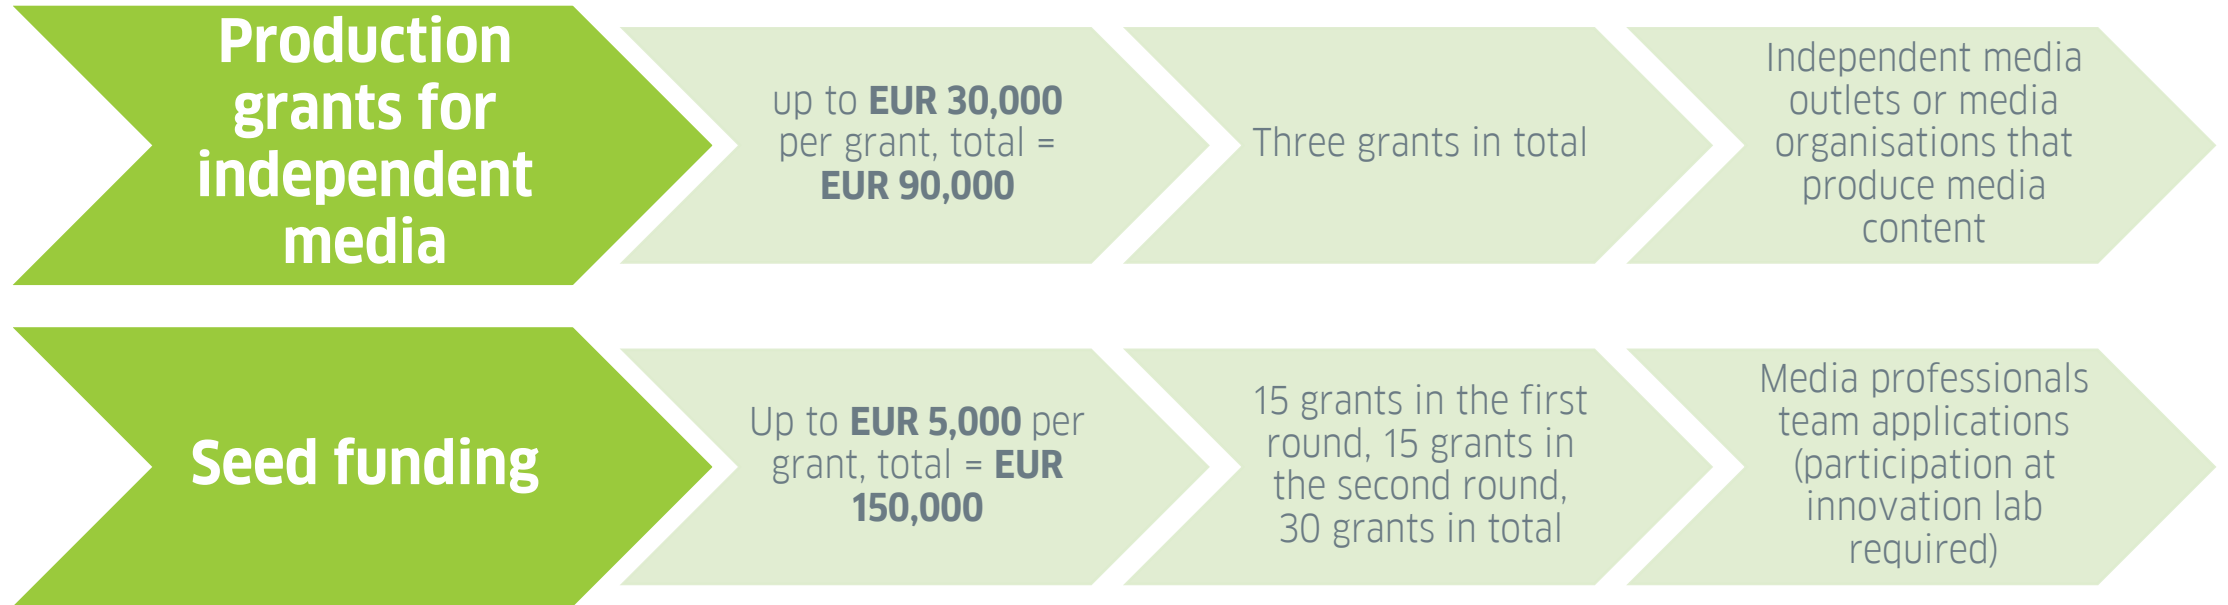 Production
grants for
independent
media
up to EUR 30,000
per grant, total =
EUR 90,000
Three grants in total
Independent media
outlets or media
organisations that
produce media
content
Seed funding
Up to EUR 5,000 per
grant, total = EUR
150,000
15 grants in the first
round, 15 grants in
the second round,
30 grants in total
Media professionals
team applications
(participation at
innovation lab
required)